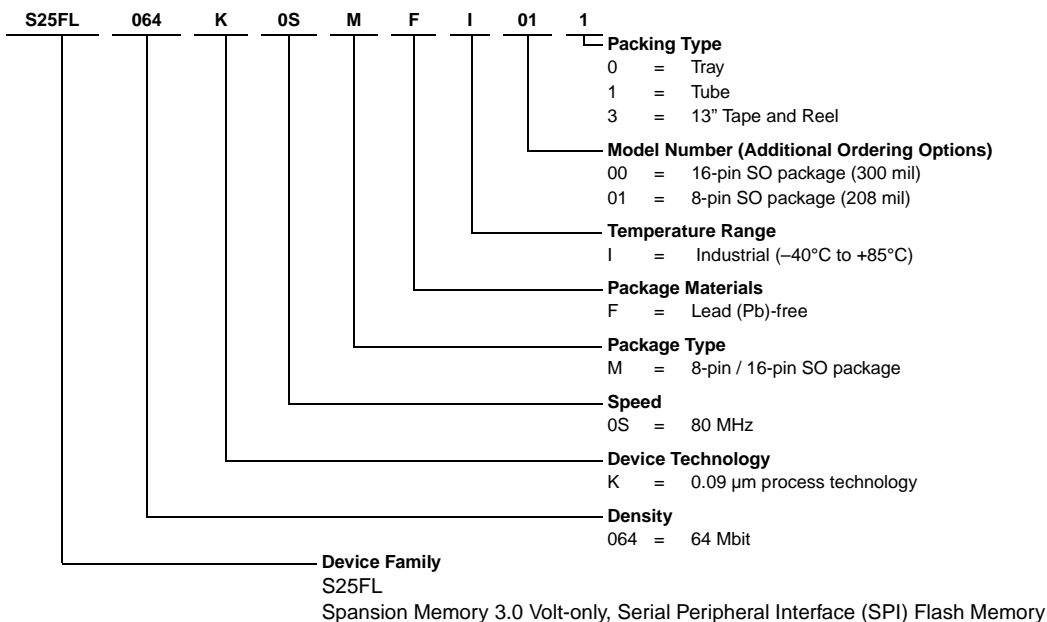 S25FL 064 K 0S M F I 01 1
Packing Type
0 = Tray
1 = Tube
3 = 13” Tape and Reel
Model Number (Additional Ordering Options)
00 = 16-pin SO package (300 mil)
01 = 8-pin SO package (208 mil)
Temperature Range
I = Industrial (–40°C to +85°C)
Package Materials
F = Lead (Pb)-free
Package Type
M = 8-pin / 16-pin SO package
Speed
0S = 80 MHz
Device Technology
K = 0.09 µm process technology
Density
064 = 64 Mbit
Device Family
S25FL
Spansion Memory 3.0 Volt-only, Serial Peripheral Interface (SPI) Flash Memory